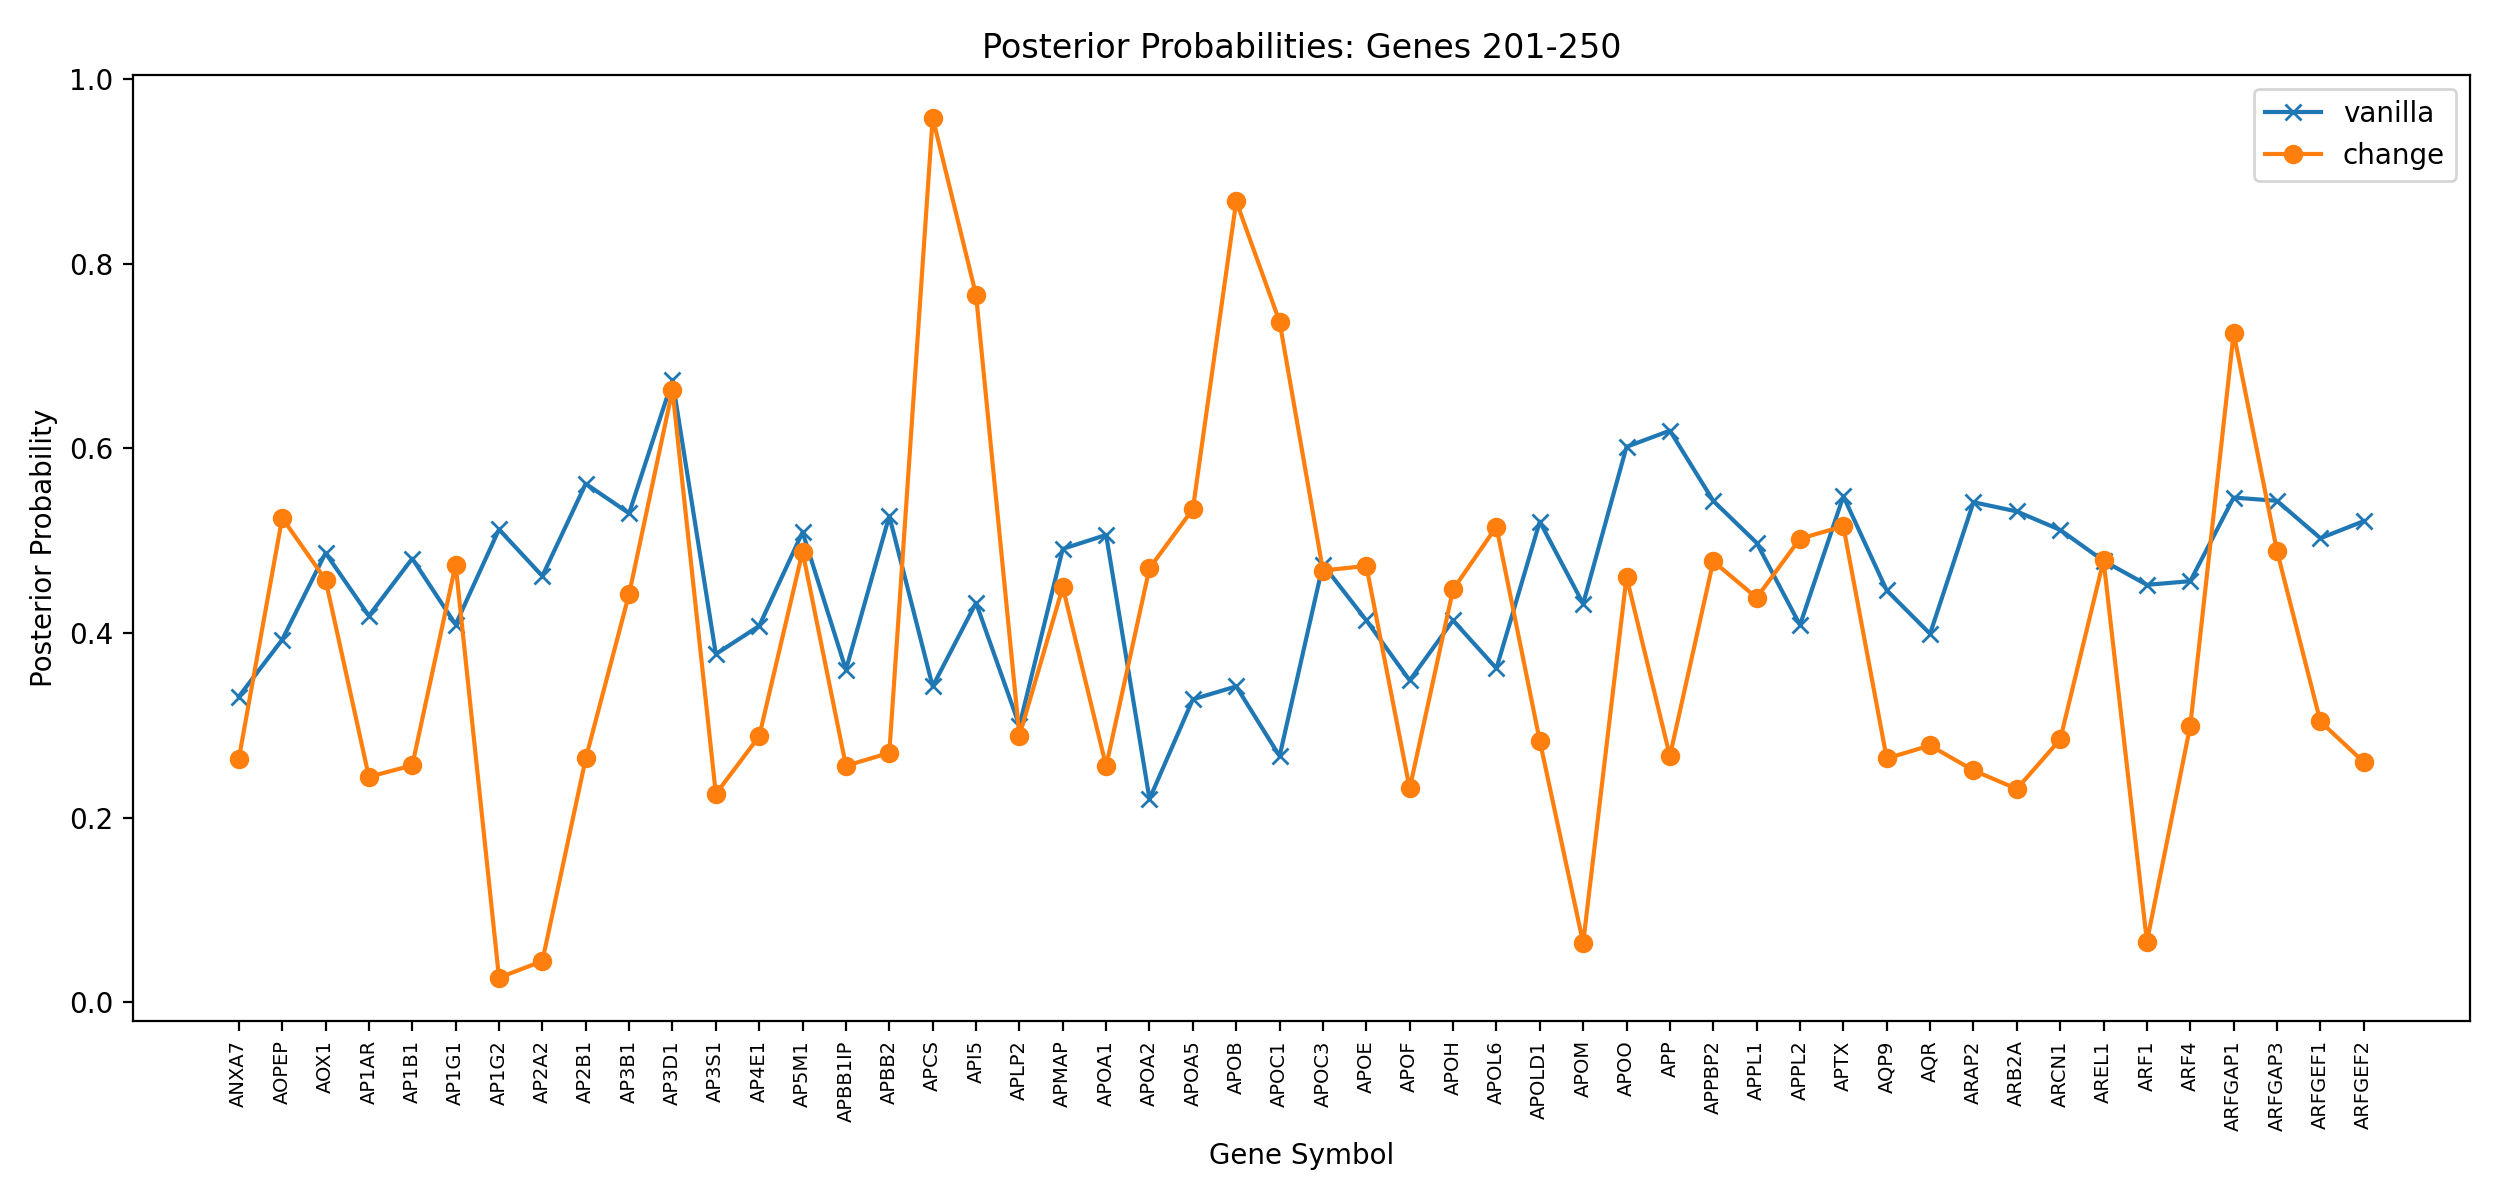 Posterior Probabilities: Genes 201-250
vanilla
change
Posterior Probability
1.0
0.8
0.6
0.4
0.2
0.0
ANXA7
AOPEP
AOX1
AP1AR
AP1B1
AP1G1
AP1G2
AP2A2
AP2B1
AP3B1
AP3D1
AP3S1
AP4E1
AP5M1
APBB1IP
APBB2
APCS
API5
APLP2
APMAP
APOA1
APOA2
APOA5
APOB
APOC1
APOC3
APOE
APOF
APOH
APOL6
APOLD1
APOM
APOO
APP
APPBP2
APPL1
APPL2
APTX
AQP9
AQR
ARAP2
ARB2A
ARCN1
AREL1
ARF1
ARF4
ARFGAP1
ARFGAP3
ARFGEF1
ARFGEF2
Gene Symbol